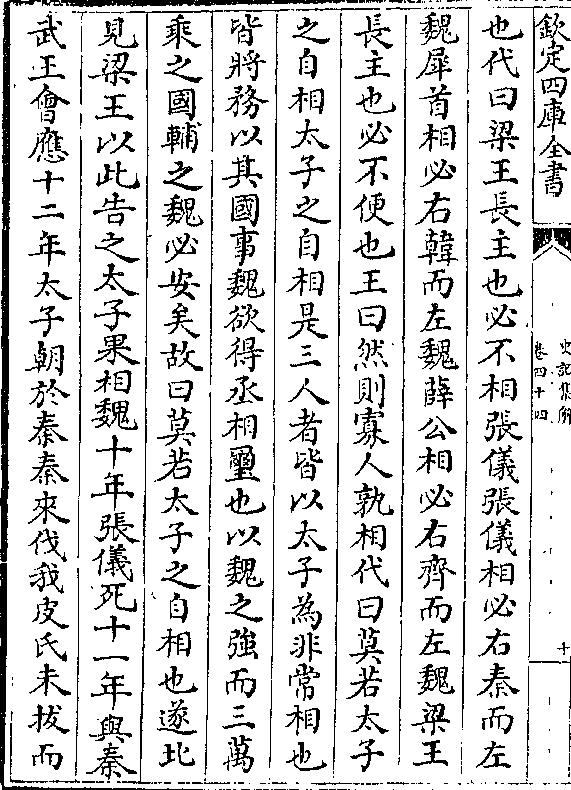 欽定四庫全書
史記集解
卷四十四
十
也代曰梁王長主也必不相張儀張儀相必右秦而左
魏犀首相必右韓而左魏薛公相必右齊而左魏梁王
長主也必不便也王曰然則寡人孰相代曰莫若太子
之自相太子之自相是三人者皆以太子為非常相也
皆將務以其國事魏欲得丞相璽也以魏之強而三萬
乘之國輔之魏必安矣故曰莫若太子之自相也遂北
見梁王以此告之太子果相魏十年張儀死十一年與秦
武王會應十二年太子朝於秦秦來伐我皮氏未拔而